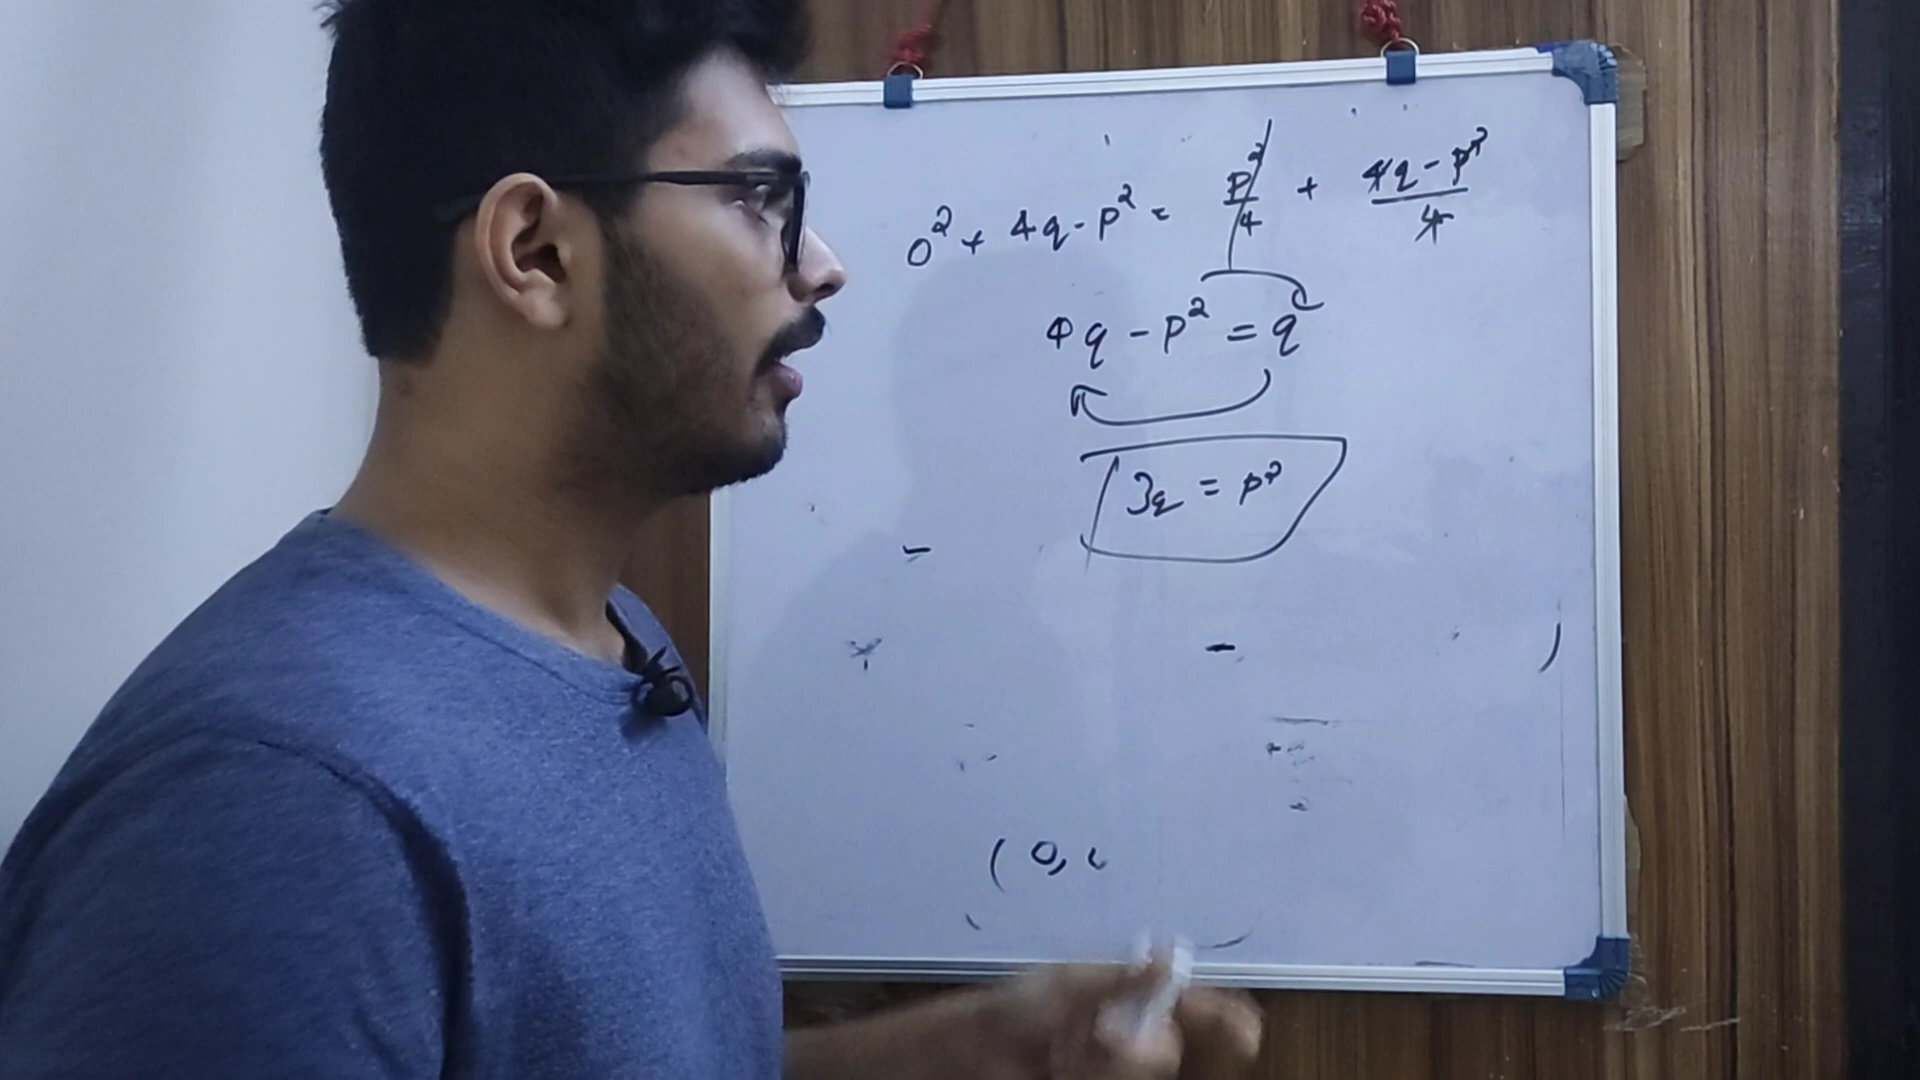 0² + 4q - p² = p²/4 + (4q - p²)/4
4q - p² = q
3q = p²
( 0,